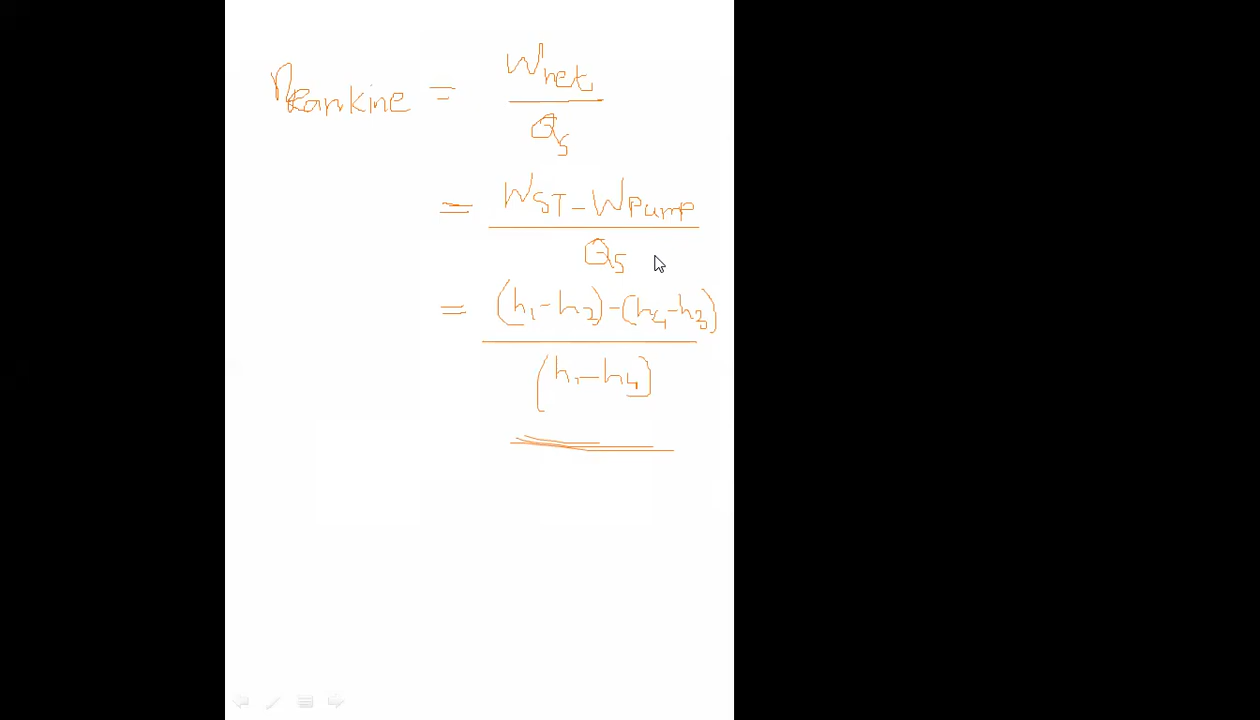 ηRankine = Wnet / Qs
= WST - WPump / Qs
= (h1 - h2) - (h4 - h3) / (h1 - h4)